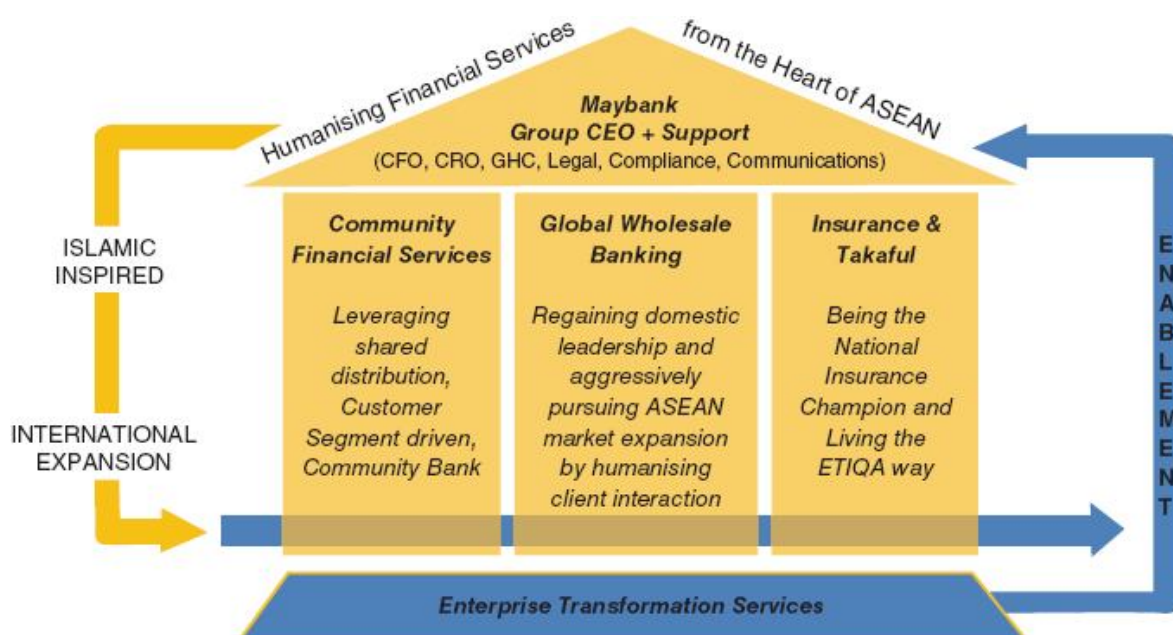 Humanising Financial Services
from the Heart of ASEAN
Maybank
Group CEO + Support
(CFO, CRO, GHC, Legal, Compliance, Communications)
ISLAMIC
INSPIRED
INTERNATIONAL
EXPANSION
Community
Financial Services
Leveraging
shared
distribution,
Customer
Segment driven,
Community Bank
Global Wholesale
Banking
Regaining domestic
leadership and
aggressively
pursuing ASEAN
market expansion
by humanising
client interaction
Insurance &
Takaful
Being the
National
Insurance
Champion and
Living the
ETIQA way
ENABLEMENT
Enterprise Transformation Services